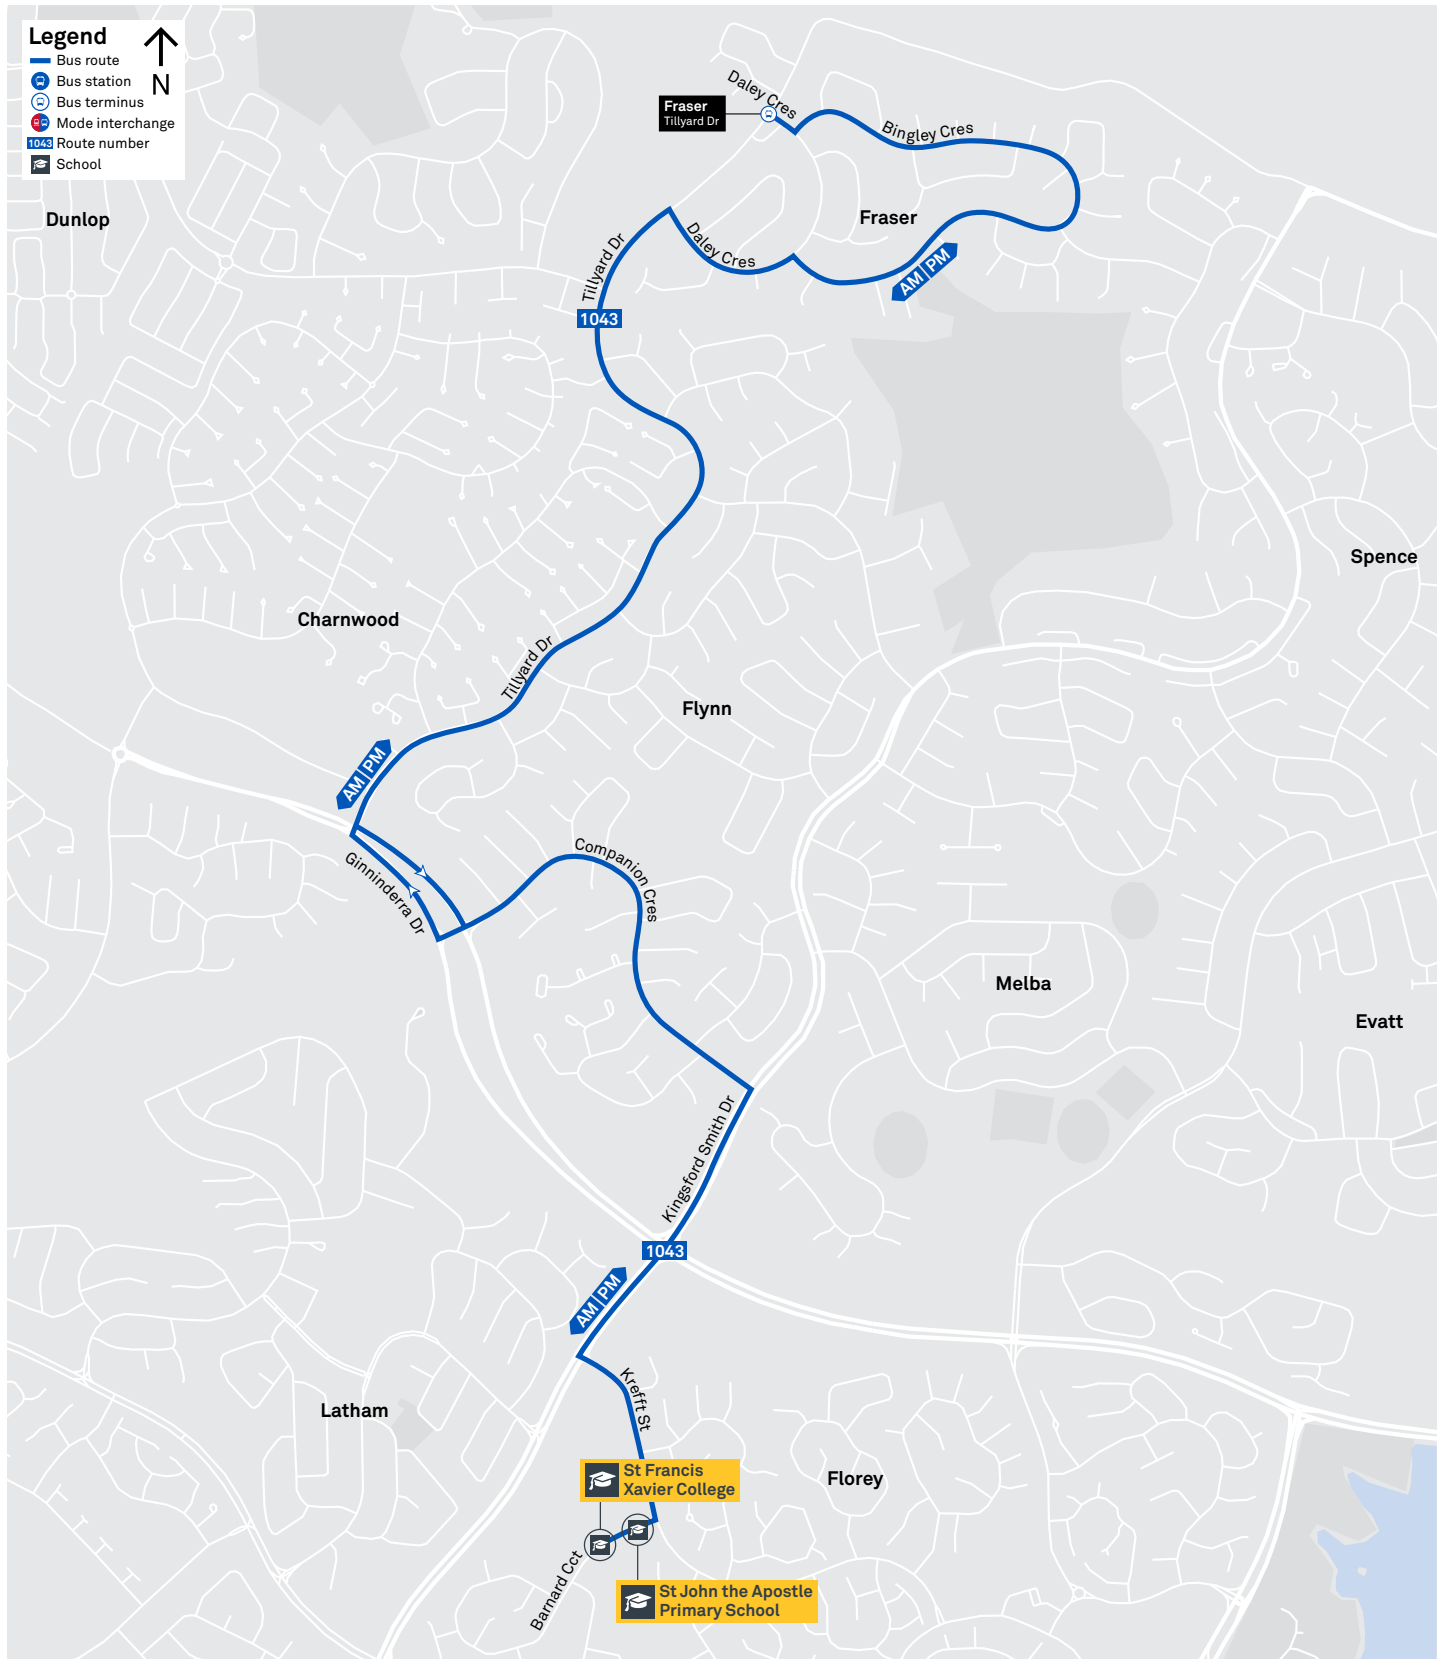 Legend
N
Bus route
Bus station
Bus terminus
Mode interchange
1043 Route number
School
Daley Cres
Fraser
Tillyard Dr
Bingley Cres
Dunlop
Fraser
Tillyard Dr
Daley Cres
AM | PM
1043
Spence
Charnwood
Tillyard Dr
Flynn
AM | PM
Companion Cres
Ginninderra Dr
Melba
Evatt
Kingsford Smith Dr
1043
AM | PM
Krefft St
Latham
St Francis
Xavier College
Florey
Barnard Cct
St John the Apostle
Primary School